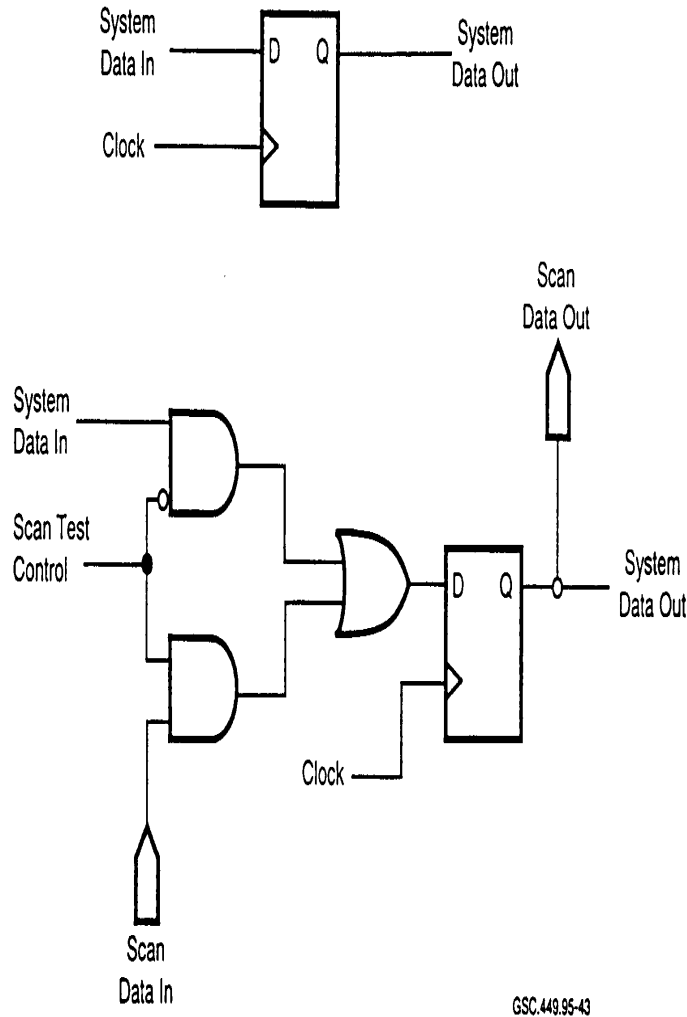 System
Data In
D Q
System
Data Out
Clock
Scan
Data Out
System
Data In
Scan Test
Control
D Q
System
Data Out
Clock
Scan
Data In
GSC.449.95-43